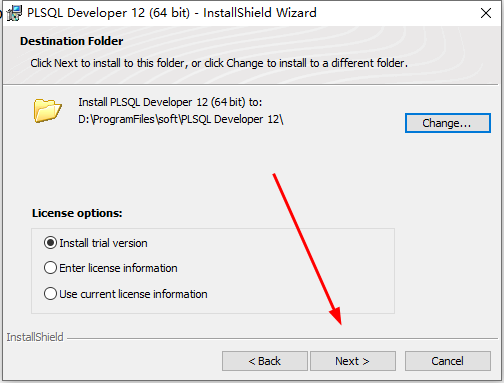 PLSQL Developer 12 (64 bit) - InstallShield Wizard
Destination Folder
Click Next to install to this folder, or click Change to install to a different folder.
Install PLSQL Developer 12 (64 bit) to:
D:\ProgramFiles\soft\PLSQL Developer 12\
Change...
License options:
Install trial version
Enter license information
Use current license information
InstallShield
< Back
Next >
Cancel